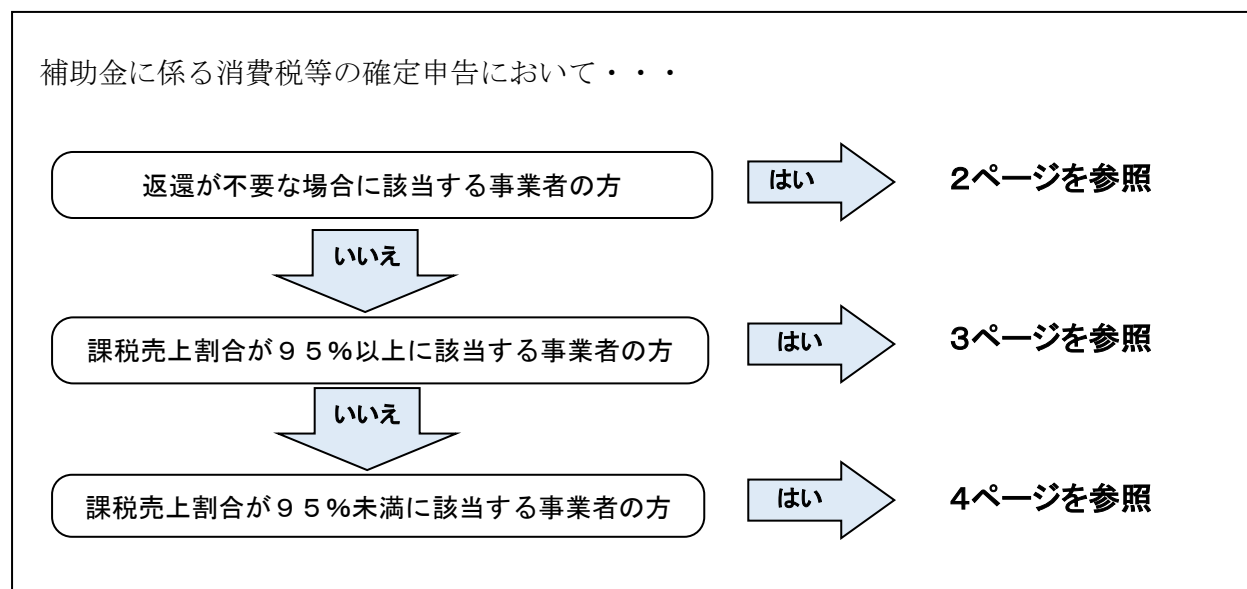 補助金に係る消費税等の確定申告において・・・
返還が不要な場合に該当する事業者の方
はい
2ページを参照
いいえ
課税売上割合が95%以上に該当する事業者の方
はい
3ページを参照
いいえ
課税売上割合が95%未満に該当する事業者の方
はい
4ページを参照